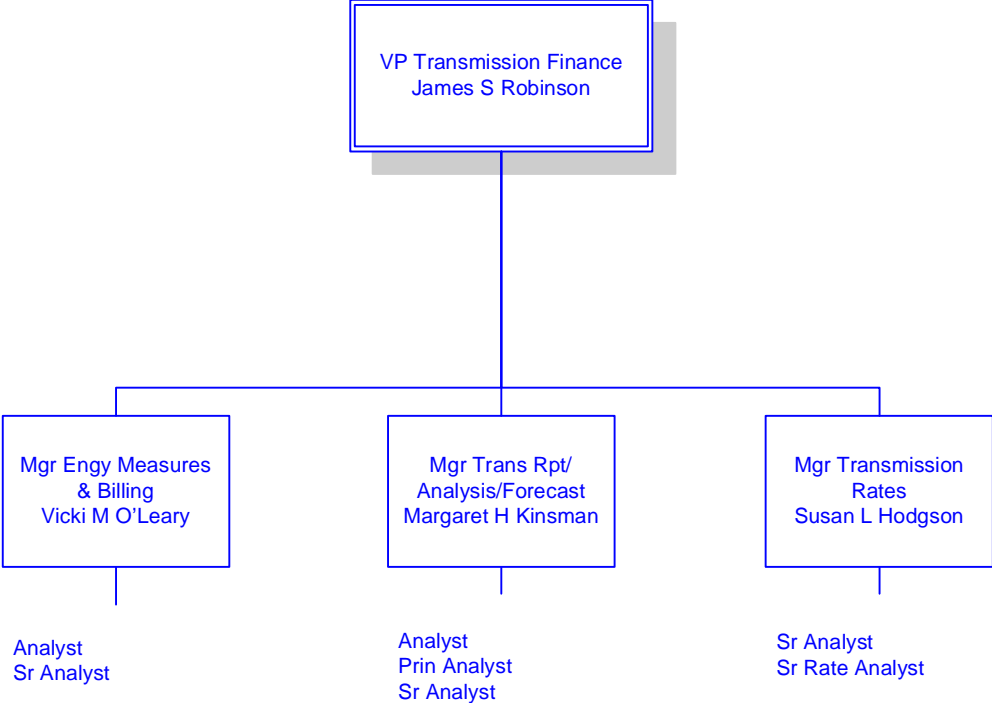 VP Transmission Finance
James S Robinson
Mgr Engy Measures
& Billing
Vicki M O'Leary
Mgr Trans Rpt/
Analysis/Forecast
Margaret H Kinsman
Mgr Transmission
Rates
Susan L Hodgson
Analyst
Sr Analyst
Analyst
Prin Analyst
Sr Analyst
Sr Analyst
Sr Rate Analyst